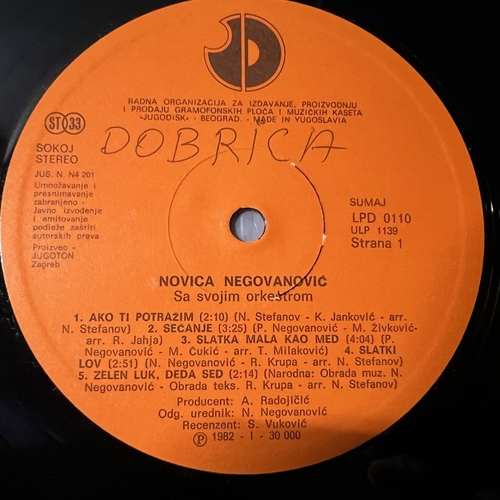 RADNA ORGANIZACIJA ZA IZDAVANJE, PROIZVODNJU
I PRODAJU GRAMOFONSKIH PLOČA I MUZIČKIH KASETA
«JUGODISK» - BEOGRAD. - MADE IN YUGOSLAVIA
ST 33
DOBRICA
SOKOJ
STEREO
JUS. N. N4 201
Umnožavanje i
presnimavanje
zabranjeno -
Javno izvođenje
i emitovanje
podleže zaštiti
autorskih prava
Proizveo -
JUGOTON
Zagreb
SUMAJ
LPD 0110
ULP 1139
Strana 1
NOVICA NEGOVANOVIĆ
Sa svojim orkestrom
1. AKO TI POTRAŽIM (2:10) (N. Stefanov - K. Janković - arr.
N. Stefanov) 2. SEĆANJE (3:25) (P. Negovanović - M. Živković-
arr. R. Jahja) 3. SLATKA MALA KAO MED (4:04) (P.
Negovanović - M. Čukić - arr. T. Milaković) 4. SLATKI
LOV (2:51) (N. Negovanović - R. Krupa - arr. N. Stefanov)
5. ZELEN LUK, DEDA SED (2:14) (Narodna: Obrada muz. N.
Negovanović - Obrada teks. R. Krupa - arr. N. Stefanov)
Producent: A. Radojičić
Odg. urednik: N. Negovanović
Recenzent: S. Vuković
℗ 1982 - I - 30 000